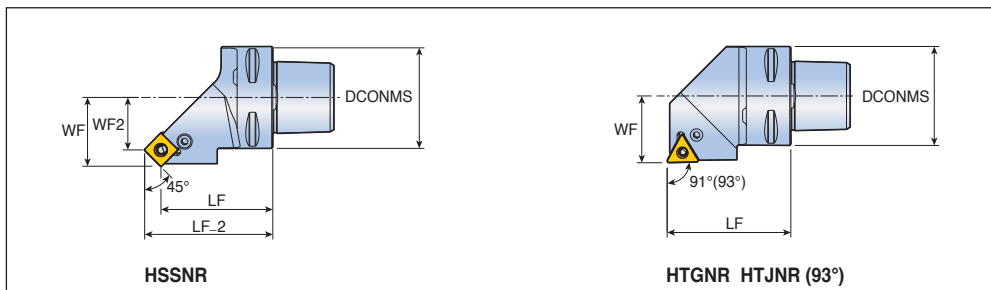 DCONMS
WF
WF2
45°
LF
LF_2
HSSNR
DCONMS
WF
91°(93°)
LF
HTGNR HTJNR (93°)